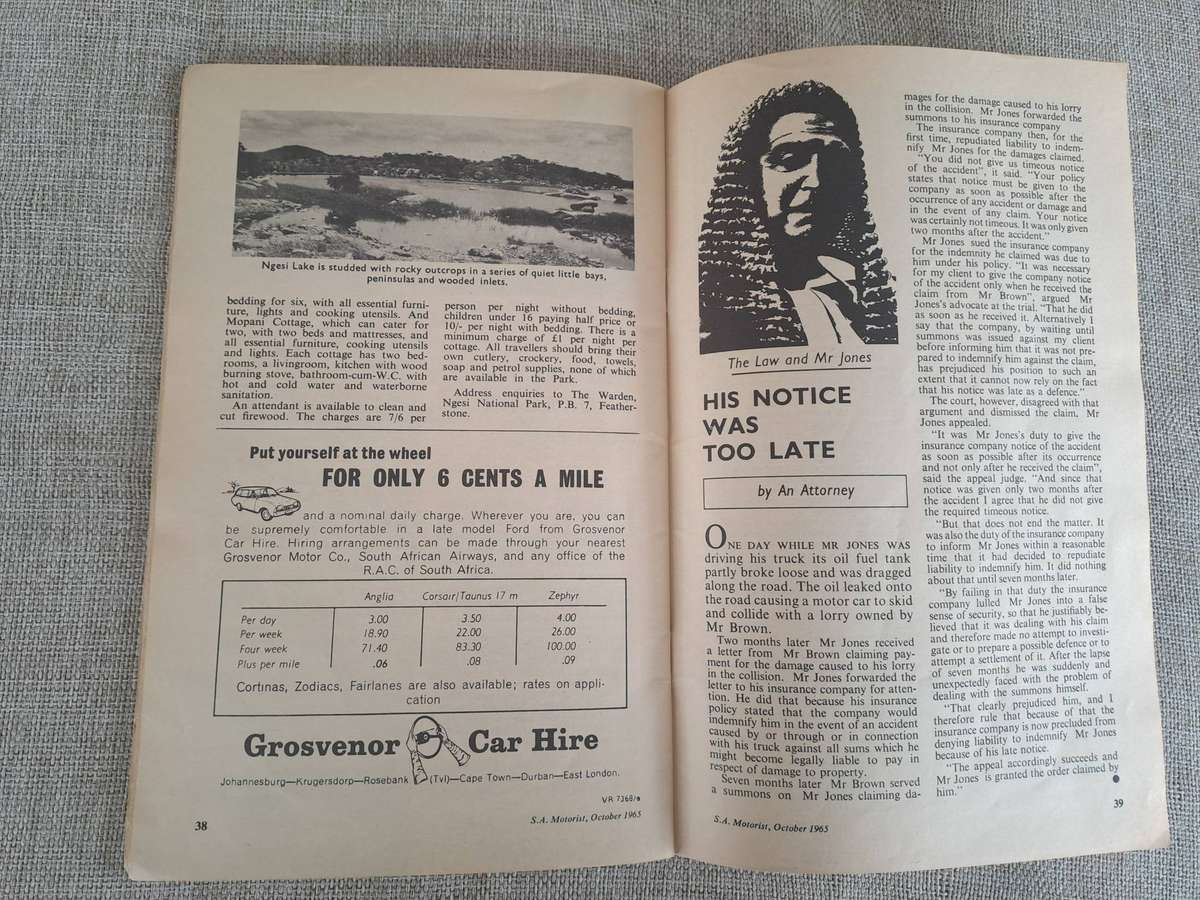 Ngesi Lake is studded with rocky outcrops in a series of quiet little bays,
peninsulas and wooded inlets.
bedding for six, with all essential furni-
ture, lights and cooking utensils. And
Mopani Cottage, which can cater for
two, with two beds and mattresses, and
all essential furniture, cooking utensils
and lights. Each cottage has two bed-
rooms, a livingroom, kitchen with wood
burning stove, bathroom-cum-W.C. with
hot and cold water and waterborne
sanitation.
An attendant is available to clean and
cut firewood. The charges are 7/6 per
person per night without bedding,
children under 16 paying half price or
10/- per night with bedding. There is a
minimum charge of £1 per night per
cottage. All travellers should bring their
own cutlery, crockery, food, towels,
soap and petrol supplies, none of which
are available in the Park.
Address enquiries to The Warden,
Ngesi National Park, P.B. 7, Feather-
stone.
Put yourself at the wheel
FOR ONLY 6 CENTS A MILE
and a nominal daily charge. Wherever you are, you can
be supremely comfortable in a late model Ford from Grosvenor
Car Hire. Hiring arrangements can be made through your nearest
Grosvenor Motor Co., South African Airways, and any office of the
R.A.C. of South Africa.
Anglia Corsair/Taunus 17 m Zephyr
Per day 3.00 3.50 4.00
Per week 18.90 22.00 26.00
Four week 71.40 83.30 100.00
Plus per mile .06 .08 .09
Cortinas, Zodiacs, Fairlanes are also available; rates on appli-
cation
Grosvenor Car Hire
Johannesburg—Krugersdorp—Rosebank (Tvl)—Cape Town—Durban—East London.
VR 7368/a
38
S.A. Motorist, October 1965
The Law and Mr Jones
HIS NOTICE
WAS
TOO LATE
by An Attorney
ONE DAY WHILE MR JONES WAS
driving his truck its oil fuel tank
partly broke loose and was dragged
along the road. The oil leaked onto
the road causing a motor car to skid
and collide with a lorry owned by
Mr Brown.
Two months later Mr Jones received
a letter from Mr Brown claiming pay-
ment for the damage caused to his lorry
in the collision. Mr Jones forwarded the
letter to his insurance company for atten-
tion. He did that because his insurance
policy stated that the company would
indemnify him in the event of an accident
caused by or through or in connection
with his truck against all sums which he
might become legally liable to pay in
respect of damage to property.
Seven months later Mr Brown served
a summons on Mr Jones claiming da-
mages for the damage caused to his lorry
in the collision. Mr Jones forwarded the
summons to his insurance company
The insurance company then, for the
first time, repudiated liability to indem-
nify Mr Jones for the damages claimed.
"You did not give us timeous notice
of the accident", it said. "Your policy
states that notice must be given to the
company as soon as possible after the
occurrence of any accident or damage and
in the event of any claim. Your notice
was certainly not timeous. It was only given
two months after the accident."
Mr Jones sued the insurance company
for the indemnity he claimed was due to
him under his policy. "It was necessary
for my client to give the company notice
of the accident only when he received the
claim from Mr Brown", argued Mr
Jones's advocate at the trial. "That he did
as soon as he received it. Alternatively I
say that the company, by waiting until
summons was issued against my client
before informing him that it was not pre-
pared to indemnify him against the claim,
has prejudiced his position to such an
extent that it cannot now rely on the fact
that his notice was late as a defence."
The court, however, disagreed with that
argument and dismissed the claim. Mr
Jones appealed.
"It was Mr Jones's duty to give the
insurance company notice of the accident
as soon as possible after its occurrence
and not only after he received the claim",
said the appeal judge. "And since that
notice was given only two months after
the accident I agree that he did not give
the required timeous notice.
"But that does not end the matter. It
was also the duty of the insurance company
to inform Mr Jones within a reasonable
time that it had decided to repudiate
liability to indemnify him. It did nothing
about that until seven months later.
"By failing in that duty the insurance
company lulled Mr Jones into a false
sense of security, so that he justifiably be-
lieved that it was dealing with his claim
and therefore made no attempt to investi-
gate or to prepare a possible defence or to
attempt a settlement of it. After the lapse
of seven months he was suddenly and
unexpectedly faced with the problem of
dealing with the summons himself.
"That clearly prejudiced him, and I
therefore rule that because of that the
insurance company is now precluded from
denying liability to indemnify Mr Jones
because of his late notice.
"The appeal accordingly succeeds and
Mr Jones is granted the order claimed by
him."
S.A. Motorist, October 1965
39